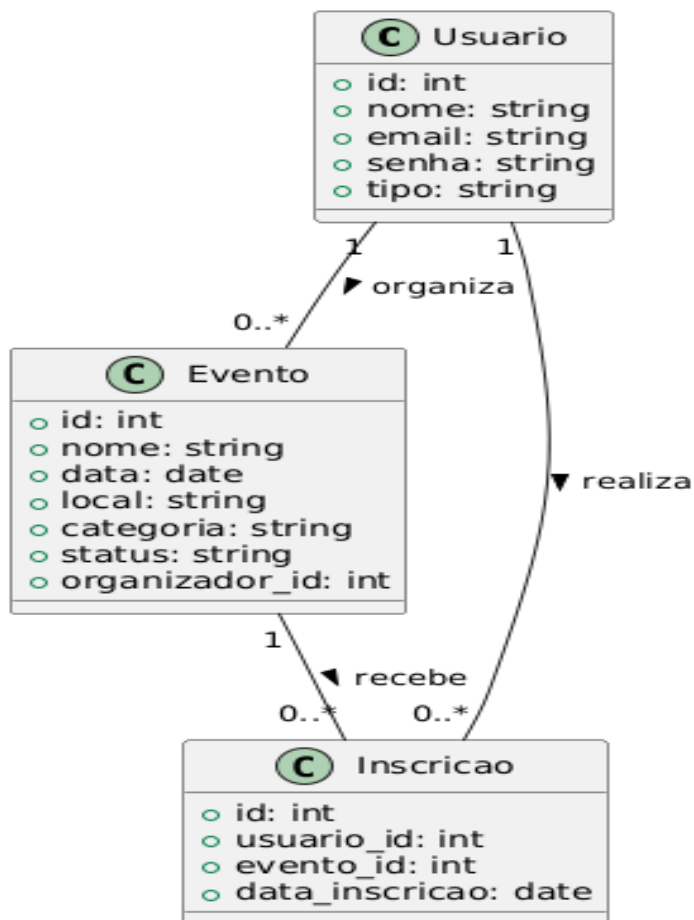 C Usuario
id: int
nome: string
email: string
senha: string
tipo: string
1
1
organiza
0..*
C Evento
id: int
nome: string
data: date
local: string
categoria: string
status: string
organizador_id: int
realiza
1
recebe
0..*
0..*
C Inscricao
id: int
usuario_id: int
evento_id: int
data_inscricao: date